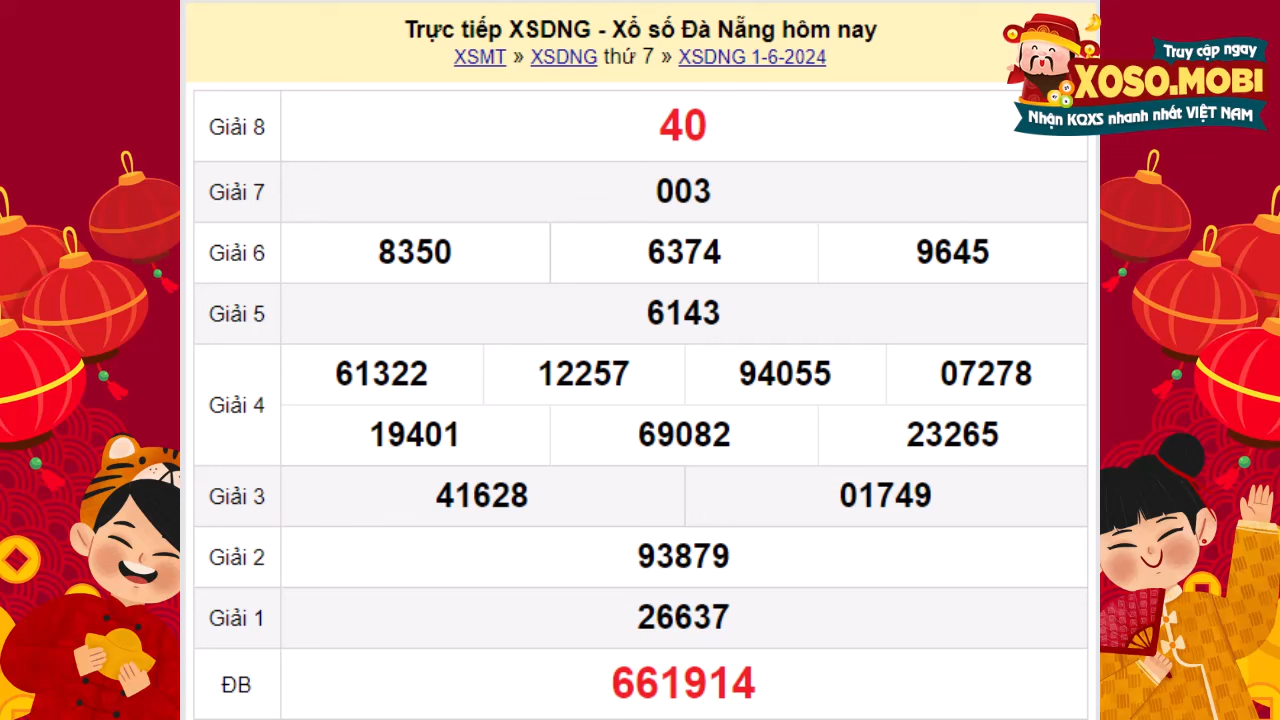 Trực tiếp XSDNG - Xổ số Đà Nẵng hôm nay
XSMT » XSDNG thứ 7 » XSDNG 1-6-2024
Truy cập ngay
XOSO.MOBI
Nhận KQXS nhanh nhất VIỆT NAM
Giải 8 40
Giải 7 003
Giải 6 8350 6374 9645
Giải 5 6143
Giải 4 61322 12257 94055 07278
19401 69082 23265
Giải 3 41628 01749
Giải 2 93879
Giải 1 26637
ĐB 661914